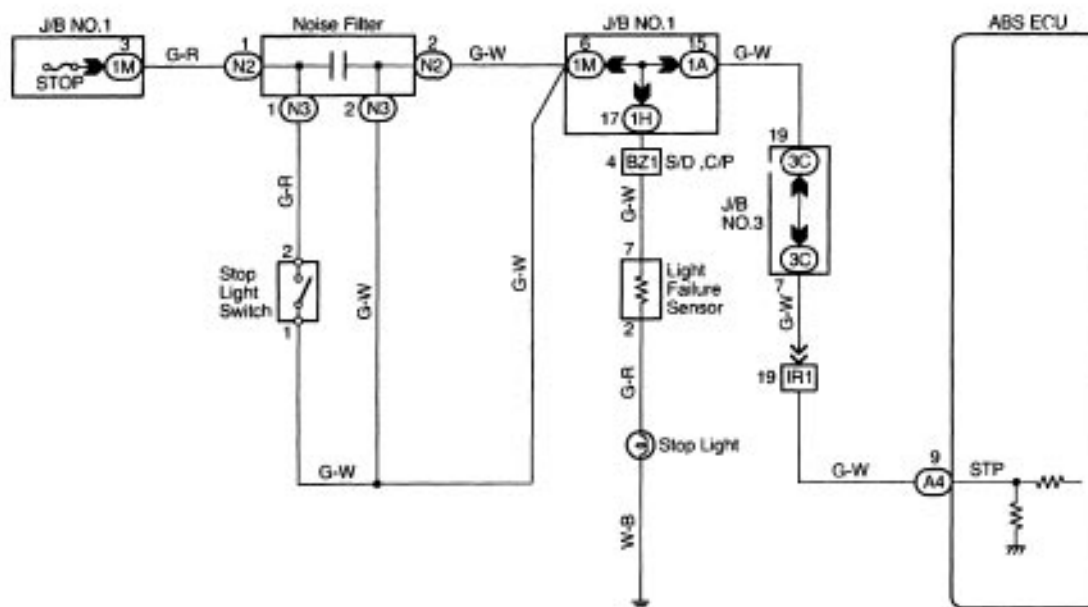 J/B NO.1
Noise Filter
J/B NO.1
ABS ECU
3
1M
STOP
G-R
1
N2
2
N2
G-W
6
1M
15
1A
G-W
1
N3
2
N3
17
1H
4
BZ1
S/D ,C/P
19
3C
J/B
NO.3
3C
7
G-R
G-W
G-W
G-W
2
Stop
Light
Switch
1
7
Light
Failure
Sensor
2
G-W
19
IR1
G-R
Stop Light
G-W
G-W
9
A4
STP
W-B